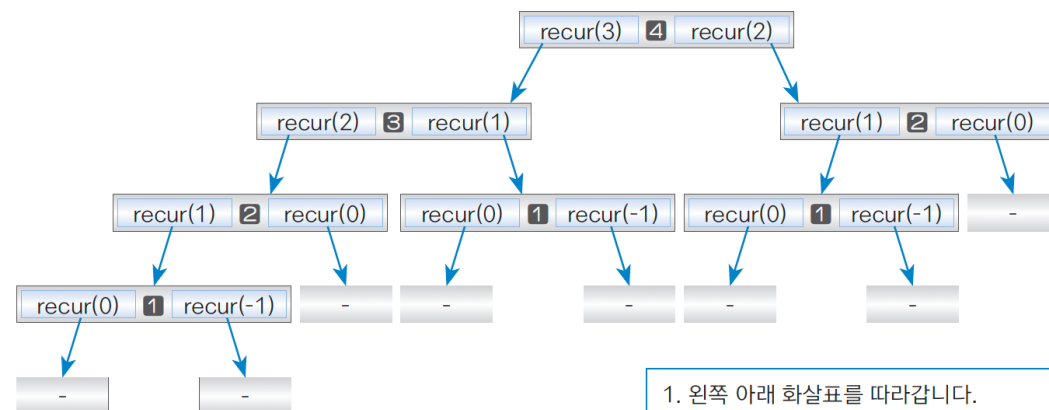 recur(3) 4 recur(2)
recur(2) 3 recur(1)
recur(1) 2 recur(0)
recur(1) 2 recur(0)
recur(0) 1 recur(-1)
recur(0) 1 recur(-1)
-
recur(0) 1 recur(-1)
-
-
-
-
-
-
-
1. 왼쪽 아래 화살표를 따라갑니다.